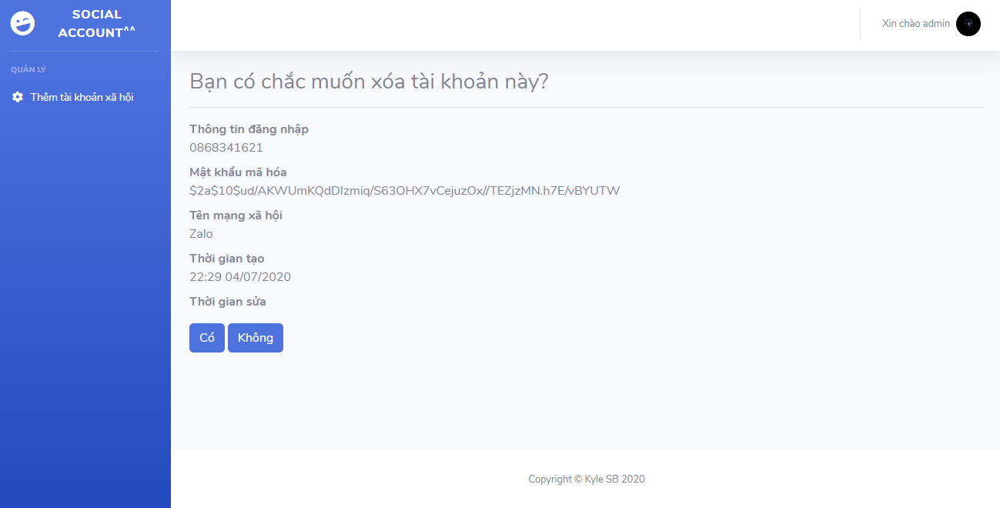 SOCIAL
ACCOUNT^^
QUẢN LÝ
Thêm tài khoản xã hội
Xin chào admin
Bạn có chắc muốn xóa tài khoản này?
Thông tin đăng nhập
0868341621
Mật khẩu mã hóa
$2a$10$ud/AKWUmKQdDIzmiq/S63OHX7vCejuzOx//TEZjzMN.h7E/vBYUTW
Tên mạng xã hội
Zalo
Thời gian tạo
22:29 04/07/2020
Thời gian sửa
Có Không
Copyright © Kyle SB 2020